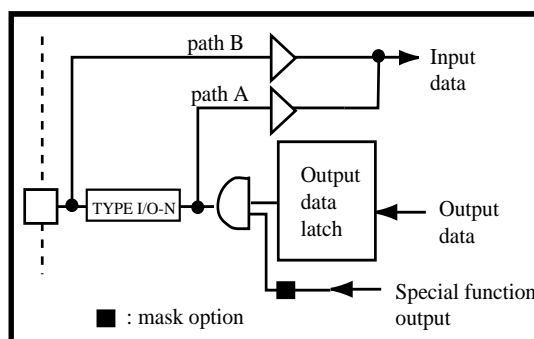 path B
Input
data
path A
Output
data
latch
TYPE I/O-N
Output
data
Special function
output
: mask option